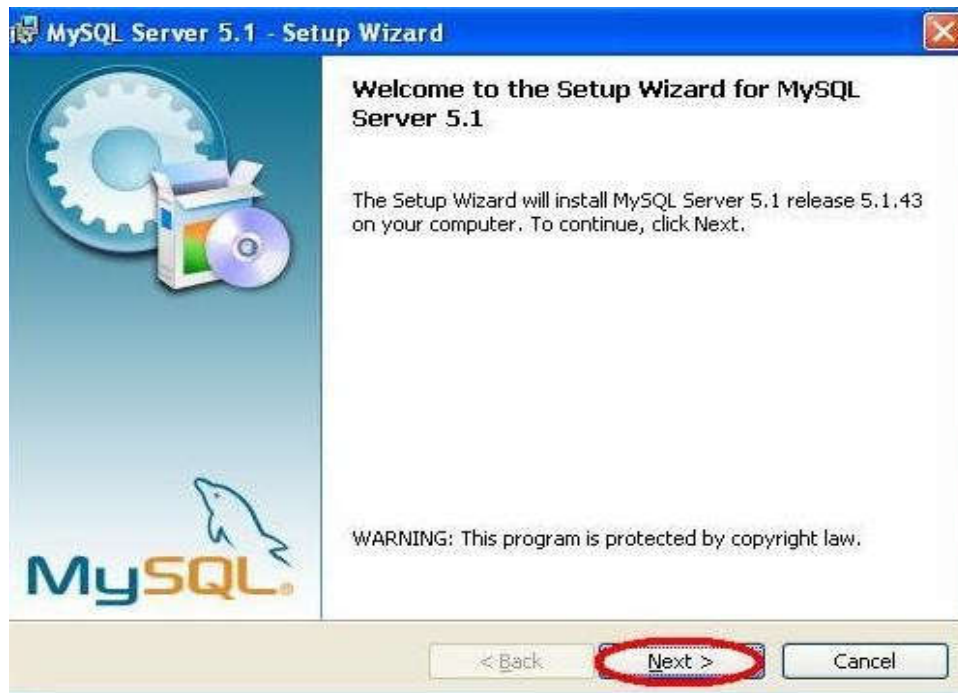 MySQL Server 5.1 - Setup Wizard
Welcome to the Setup Wizard for MySQL
Server 5.1
The Setup Wizard will install MySQL Server 5.1 release 5.1.43
on your computer. To continue, click Next.
WARNING: This program is protected by copyright law.
MySQL®
< Back Next > Cancel